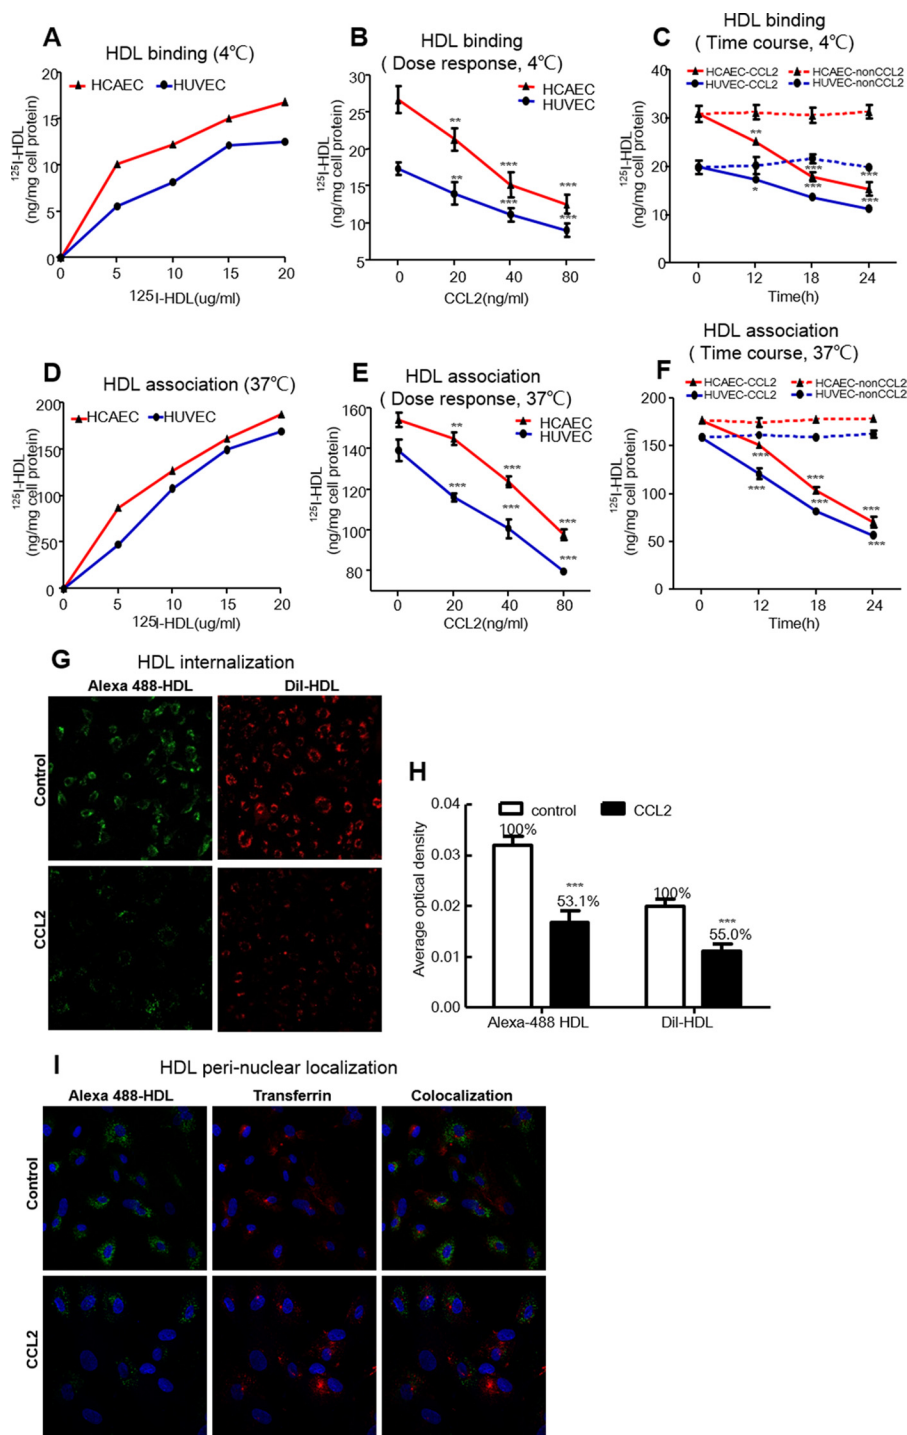 A
HDL binding (4℃)
HCAEC HUVEC
20
15
10
5
0
¹²⁵I-HDL
(ng/mg cell protein)
0 5 10 15 20
¹²⁵I-HDL(ug/ml)
B
HDL binding
( Dose response, 4℃)
HCAEC
HUVEC
30
25
20
15
10
5
¹²⁵I-HDL
(ng/mg cell protein)
** *** ***
** *** ***
0 20 40 80
CCL2(ng/ml)
C
HDL binding
( Time course, 4℃)
HCAEC-CCL2 HCAEC-nonCCL2
HUVEC-CCL2 HUVEC-nonCCL2
40
30
20
10
0
¹²⁵I-HDL
(ng/mg cell protein)
** *** ***
* *** ***
0 12 18 24
Time(h)
D
HDL association (37℃)
HCAEC HUVEC
200
150
100
50
0
¹²⁵I-HDL
(ng/mg cell protein)
0 5 10 15 20
¹²⁵I-HDL(ug/ml)
E
HDL association
( Dose response, 37℃)
HCAEC
HUVEC
160
140
120
100
80
¹²⁵I-HDL
(ng/mg cell protein)
** *** ***
*** *** ***
0 20 40 80
CCL2(ng/ml)
F
HDL association
( Time course, 37℃)
HCAEC-CCL2 HCAEC-nonCCL2
HUVEC-CCL2 HUVEC-nonCCL2
200
150
100
50
0
¹²⁵I-HDL
(ng/mg cell protein)
*** *** ***
*** *** ***
0 12 18 24
Time(h)
G
HDL internalization
Alexa 488-HDL Dil-HDL
Control
CCL2
H
control CCL2
0.04
0.03
0.02
0.01
0.00
Average optical density
100%
***
53.1%
100%
***
55.0%
Alexa-488 HDL Dil-HDL
I
HDL peri-nuclear localization
Alexa 488-HDL Transferrin Colocalization
Control
CCL2